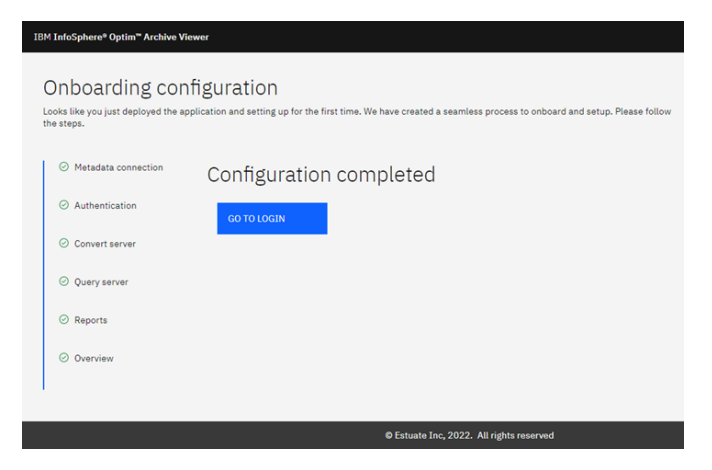 IBM InfoSphere® Optim™ Archive Viewer
Onboarding configuration
Looks like you just deployed the application and setting up for the first time. We have created a seamless process to onboard and setup. Please follow
the steps.
Metadata connection
Authentication
Convert server
Query server
Reports
Overview
Configuration completed
GO TO LOGIN
© Estuate Inc, 2022. All rights reserved